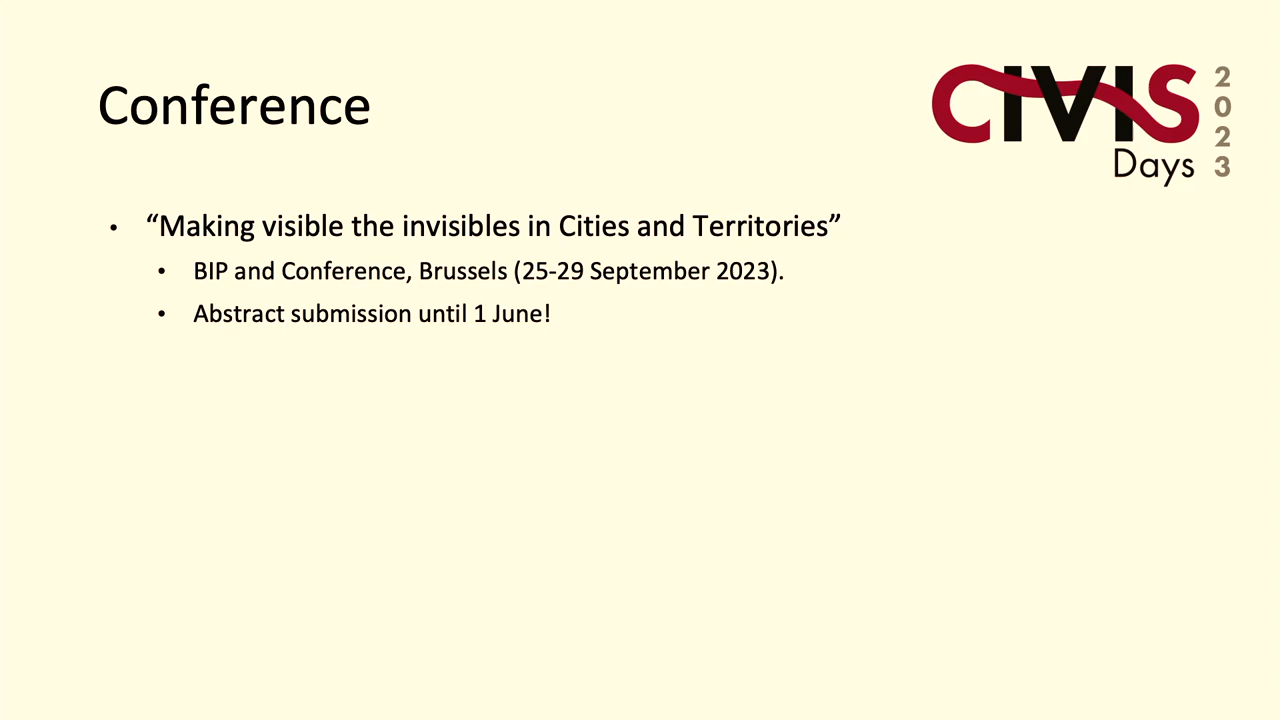 Conference
CIVIS
Days
2023
• “Making visible the invisibles in Cities and Territories”
• BIP and Conference, Brussels (25-29 September 2023).
• Abstract submission until 1 June!